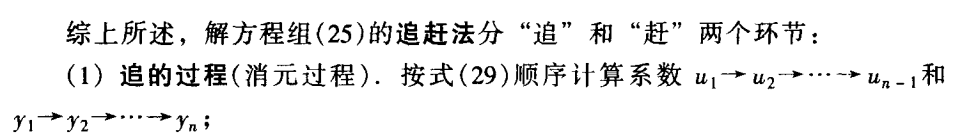 综上所述，解方程组(25)的追赶法分“追”和“赶”两个环节：
(1) 追的过程(消元过)程). 按式(29)顺序计算系数 u₁→u₂→⋯→uₙ₋₁和
y₁→y₂→⋯→yₙ；